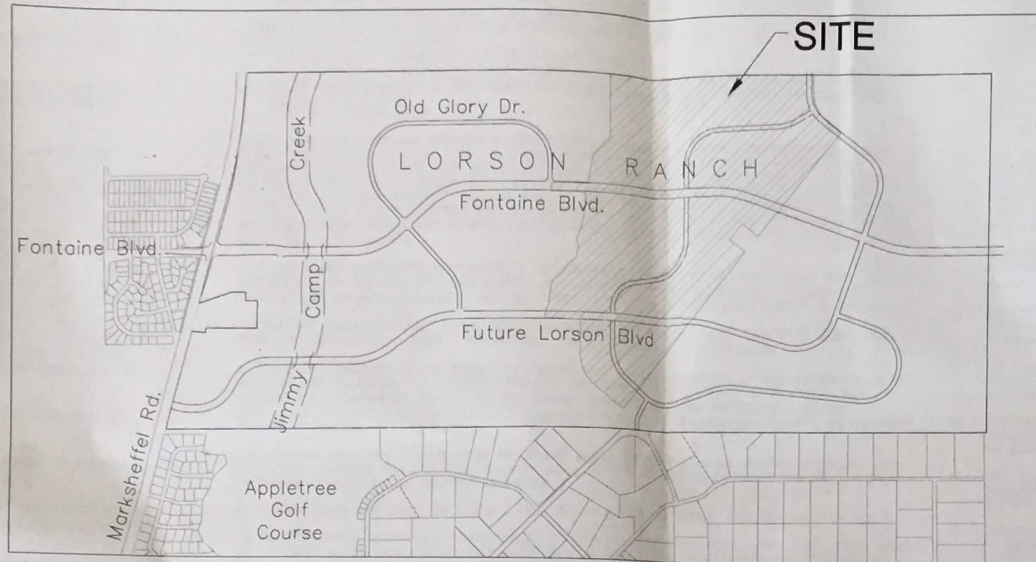 SITE
Old Glory Dr.
LORSON RANCH
Creek
Fontaine Blvd.
Fontaine Blvd.
Camp
Future Lorson Blvd
Jimmy
Marksheffel Rd.
Appletree
Golf
Course